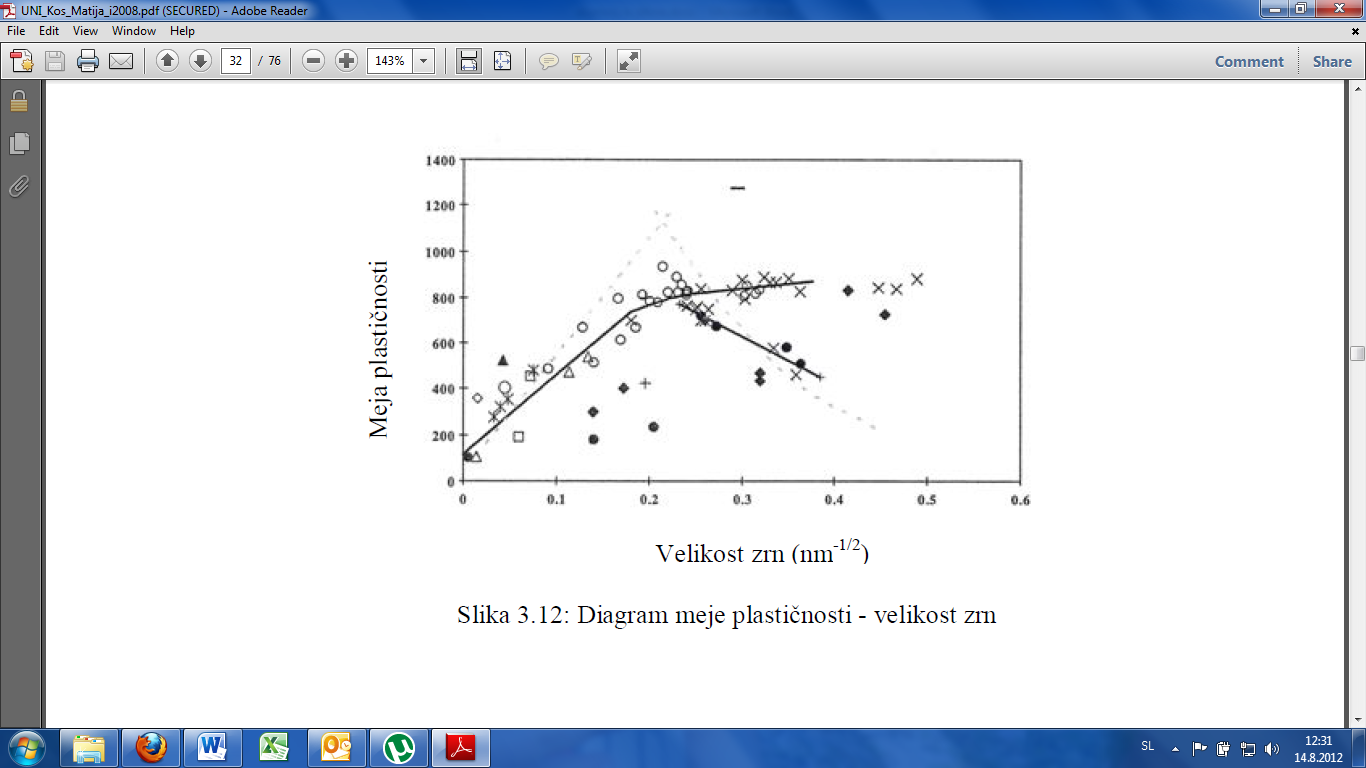 UNI_Kos_Matija_i2008.pdf (SECURED) - Adobe Reader
File Edit View Window Help
32 / 76 143% Comment Share
1400
1200
1000
800
600
400
200
0
0 0.1 0.2 0.3 0.4 0.5 0.6
Meja plastičnosti
Velikost zrn (nm-1/2)
Slika 3.12: Diagram meje plastičnosti - velikost zrn
SL
12:31
14.8.2012